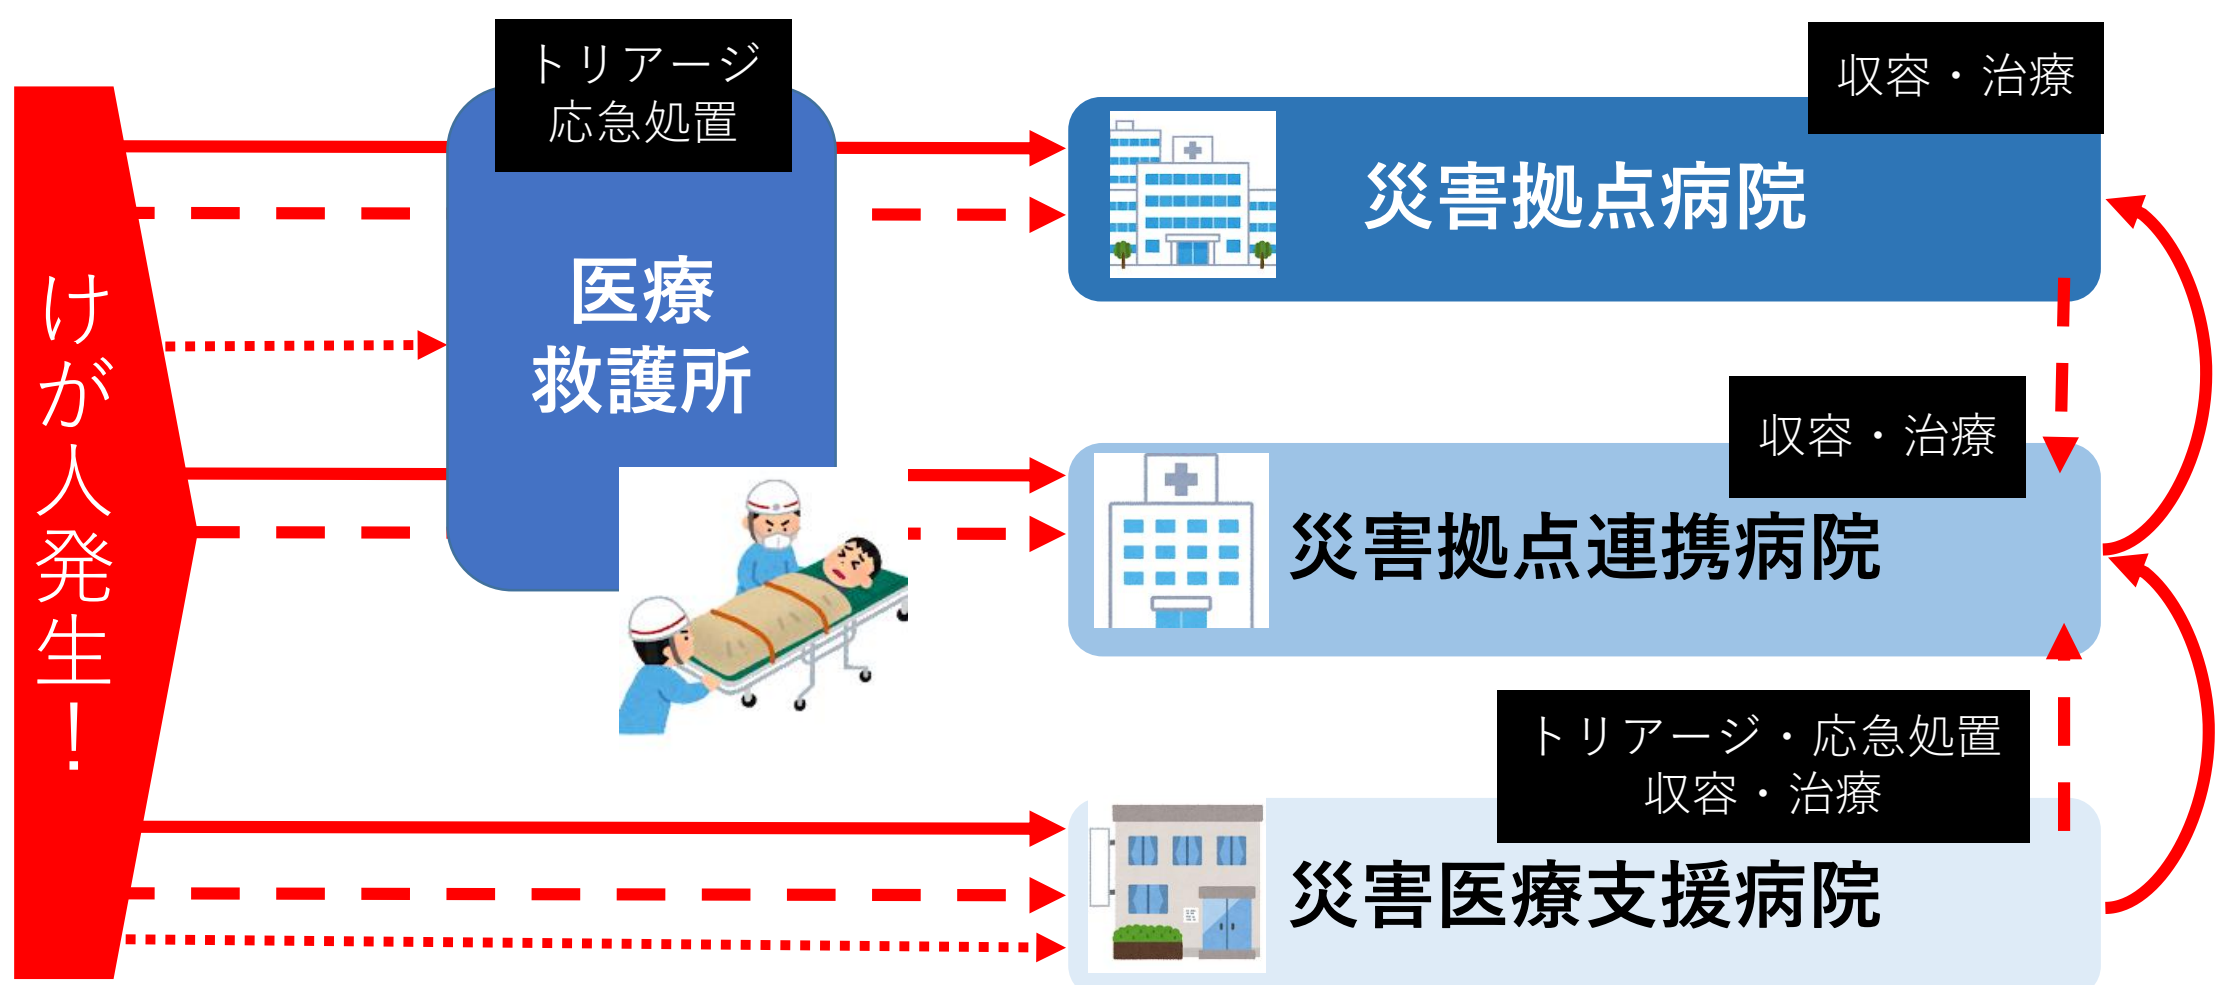 けが人発生！
トリアージ
応急処置
医療
救護所
収容・治療
災害拠点病院
収容・治療
災害拠点連携病院
トリアージ・応急処置
収容・治療
災害医療支援病院